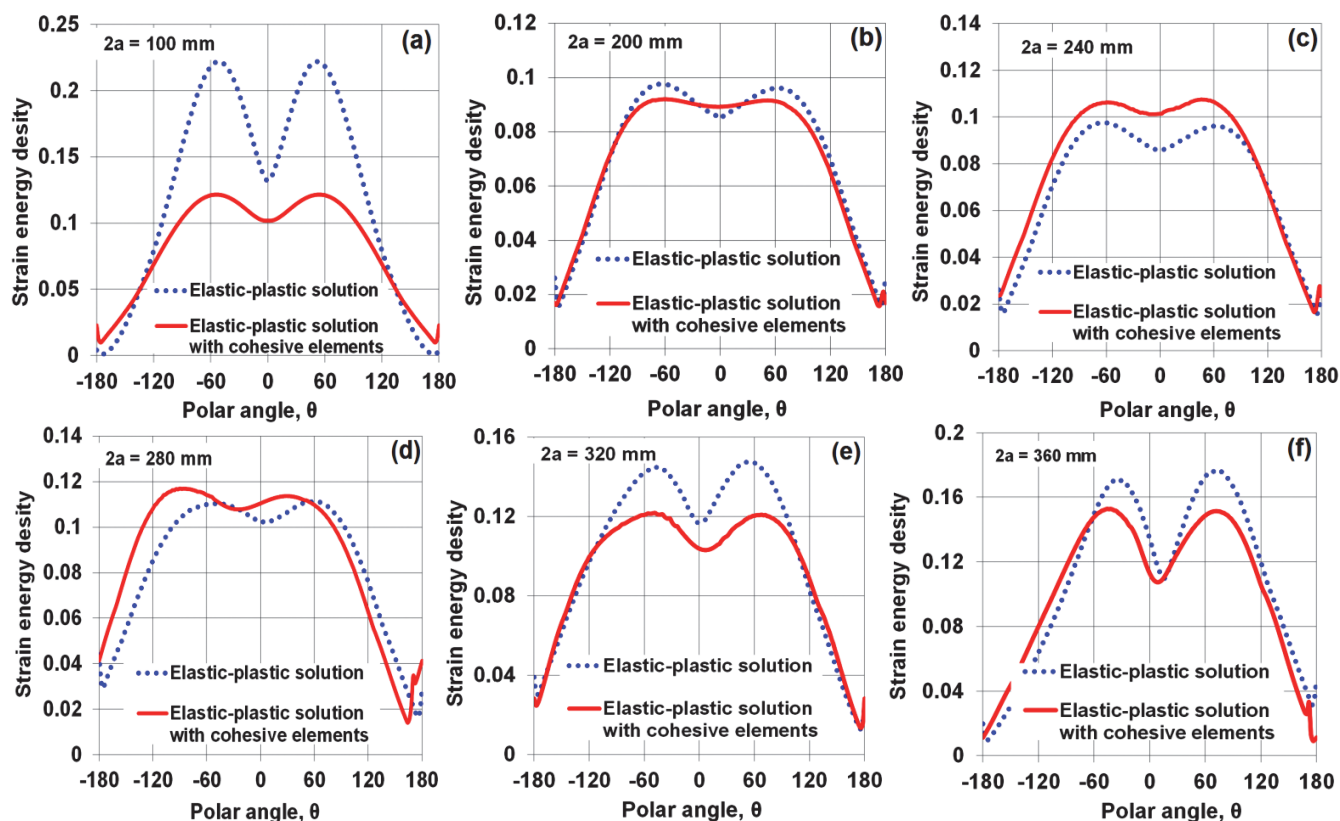 (a)
2a = 100 mm
Strain energy desity
0.25
0.2
0.15
0.1
0.05
0
Elastic-plastic solution
Elastic-plastic solution
with cohesive elements
-180 -120 -60 0 60 120 180
Polar angle, θ
(b)
2a = 200 mm
Strain energy desity
0.12
0.1
0.08
0.06
0.04
0.02
0
Elastic-plastic solution
Elastic-plastic solution
with cohesive elements
-180 -120 -60 0 60 120 180
Polar angle, θ
(c)
2a = 240 mm
Strain energy desity
0.14
0.12
0.1
0.08
0.06
0.04
0.02
0
Elastic-plastic solution
Elastic-plastic solution
with cohesive elements
-180 -120 -60 0 60 120 180
Polar angle, θ
(d)
2a = 280 mm
Strain energy desity
0.14
0.12
0.1
0.08
0.06
0.04
0.02
0
Elastic-plastic solution
Elastic-plastic solution
with cohesive elements
-180 -120 -60 0 60 120 180
Polar angle, θ
(e)
2a = 320 mm
Strain energy desity
0.16
0.12
0.08
0.04
0
Elastic-plastic solution
Elastic-plastic solution
with cohesive elements
-180 -120 -60 0 60 120 180
Polar angle, θ
(f)
2a = 360 mm
Strain energy desity
0.2
0.16
0.12
0.08
0.04
0
Elastic-plastic solution
Elastic-plastic solution
with cohesive elements
-180 -120 -60 0 60 120 180
Polar angle, θ